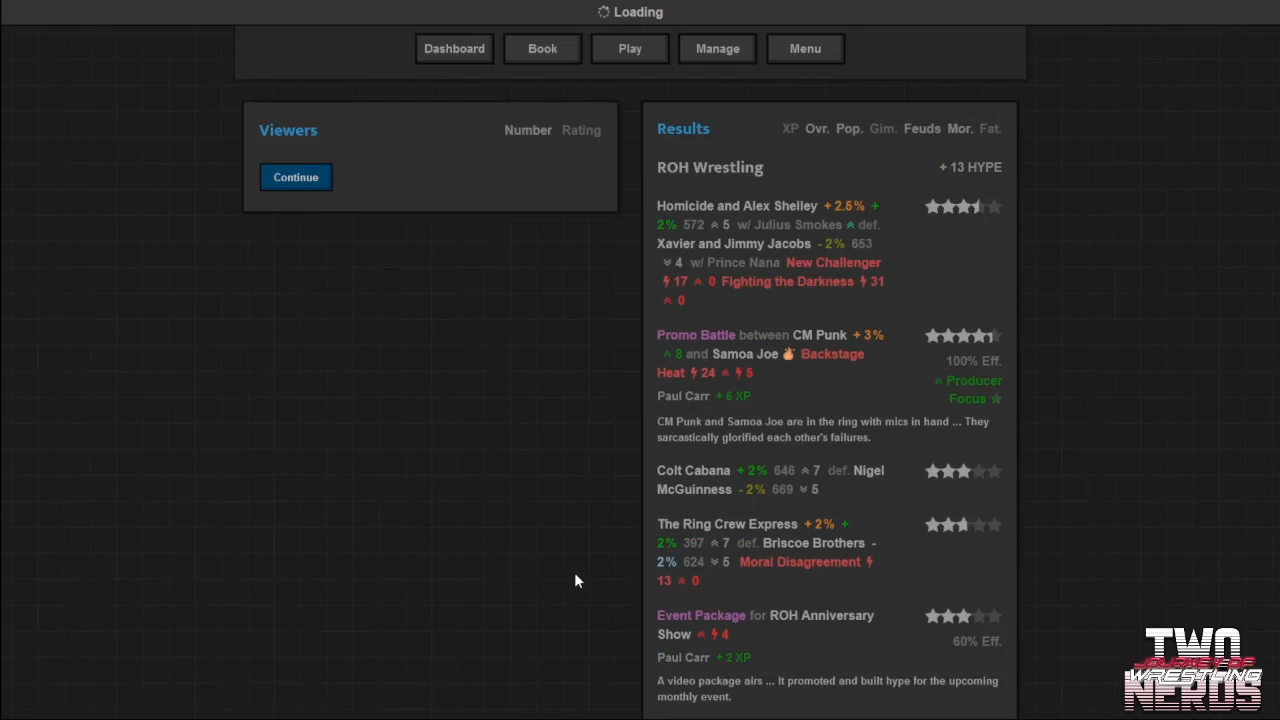 Loading
Dashboard Book Play Manage Menu
Viewers Number Rating
Continue
Results XP Ovr. Pop. Gim. Feuds Mor. Fat.
ROH Wrestling + 13 HYPE
Homicide and Alex Shelley + 2.5% +
2% 572 5 w/ Julius Smokes def.
Xavier and Jimmy Jacobs - 2% 653
4 w/ Prince Nana New Challenger
17 0 Fighting the Darkness 31
0
Promo Battle between CM Punk + 3%
8 and Samoa Joe Backstage
Heat 24 5
100% Eff.
Producer
Focus
Paul Carr + 6 XP
CM Punk and Samoa Joe are in the ring with mics in hand ... They
sarcastically glorified each other's failures.
Colt Cabana + 2% 646 7 def. Nigel
McGuinness - 2% 669 5
The Ring Crew Express + 2% +
2% 397 7 def. Briscoe Brothers -
2% 624 5 Moral Disagreement
13 0
Event Package for ROH Anniversary
Show 4
60% Eff.
Paul Carr + 2 XP
A video package airs ... It promoted and built hype for the upcoming
monthly event.
TWO
JOURNEY OF
WRESTLING
NERDS